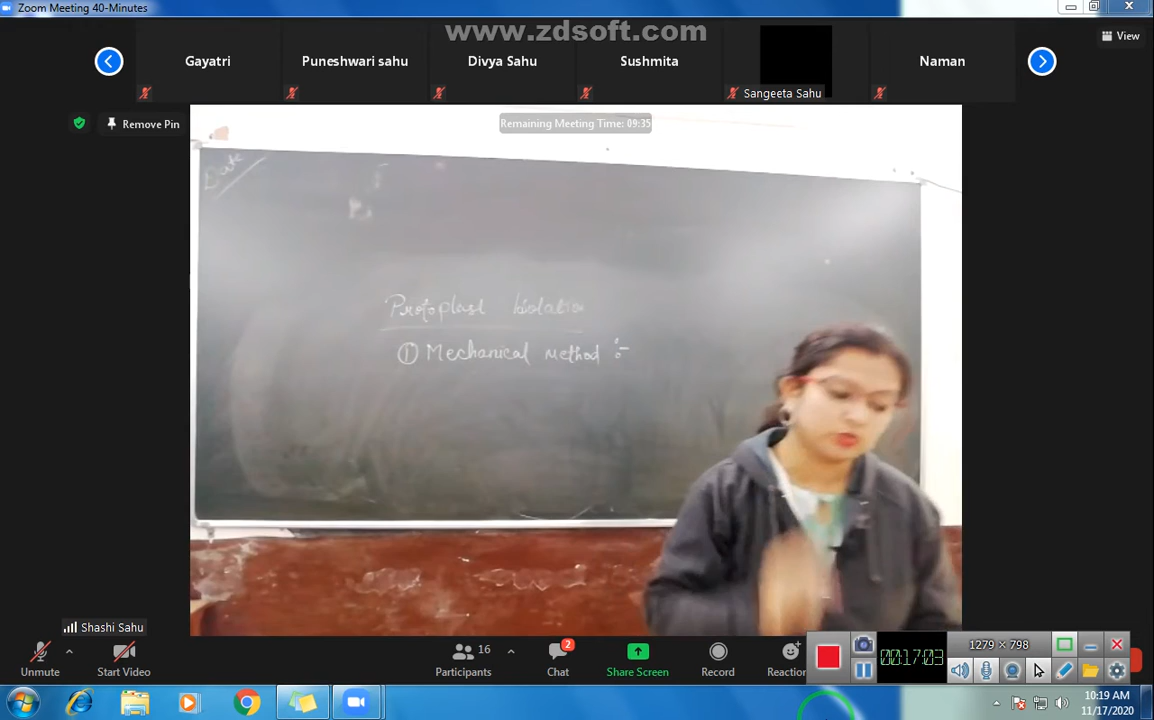 Zoom Meeting 40-Minutes
www.zdsoft.com
View
Gayatri
Puneshwari sahu
Divya Sahu
Sushmita
Sangeeta Sahu
Naman
Remove Pin
Remaining Meeting Time: 09:35
Date
Protoplast Isolation
① Mechanical method :-
Shashi Sahu
Unmute
Start Video
16
Participants
2
Chat
Share Screen
Record
Reaction
00:17:03
1279 × 798
10:19 AM
11/17/2020